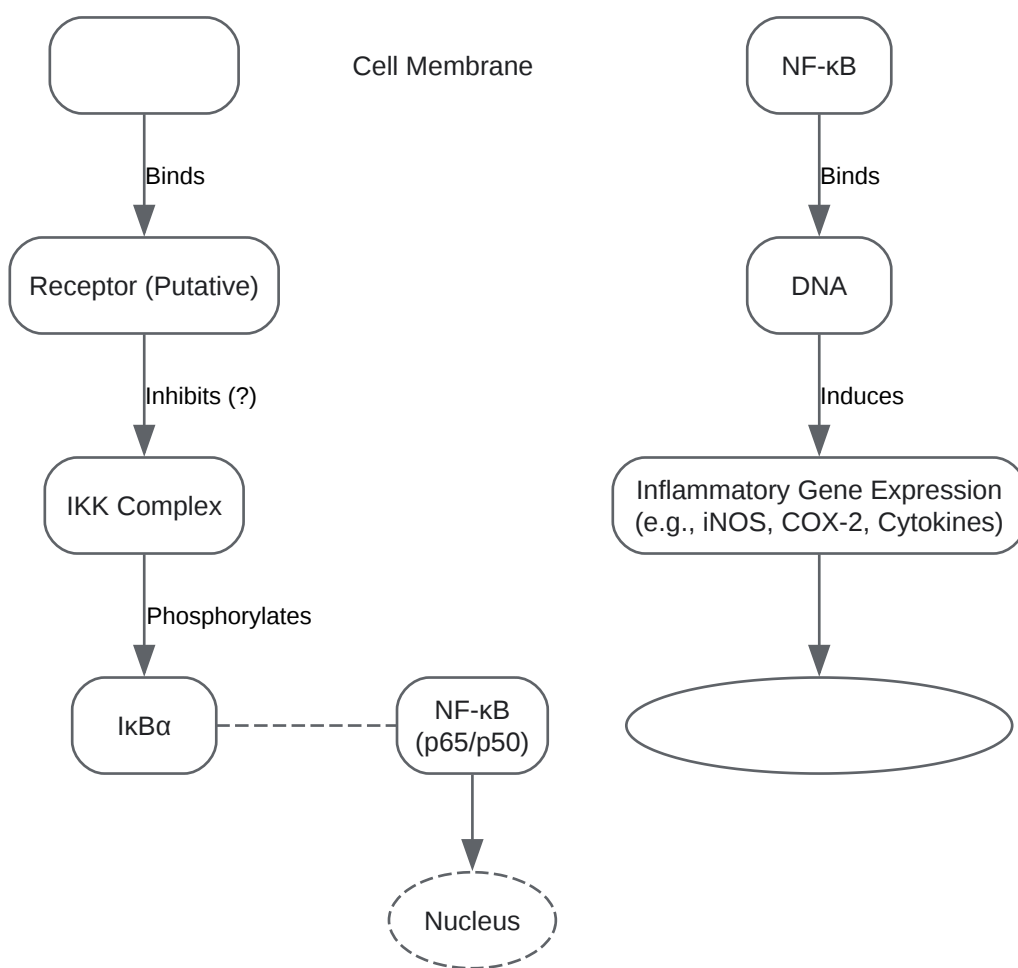 Cell Membrane
NF-κB
Binds
Binds
Receptor (Putative)
DNA
Inhibits (?)
Induces
IKK Complex
Inflammatory Gene Expression
(e.g., iNOS, COX-2, Cytokines)
Phosphorylates
IκBα
NF-κB
(p65/p50)
Nucleus